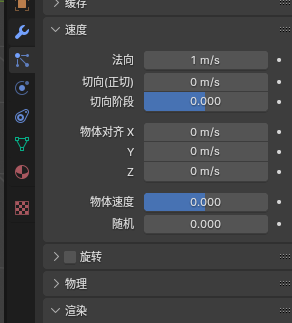 缓存
速度
法向 1 m/s
切向(正切) 0 m/s
切向阶段 0.000
物体对齐 X 0 m/s
Y 0 m/s
Z 0 m/s
物体速度 0.000
随机 0.000
旋转
物理
渲染